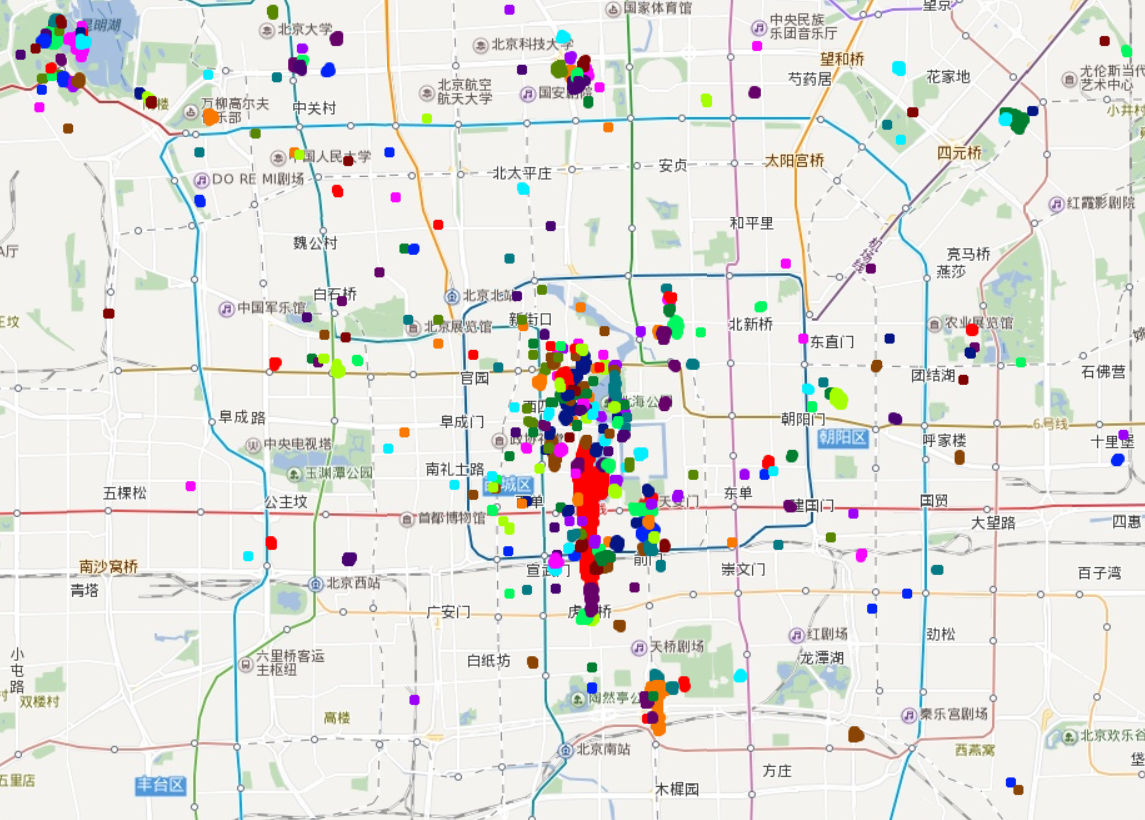 国家体育馆
望京
昆明湖
北京大学
中央民族
乐团音乐厅
北京科技大学
望和桥
芍药居
花家地
尤伦斯当代
艺术中心
北京航空
航天大学
国安剧院
万柳高尔夫
乐部
中关村
小井村
中国人民大学
安贞
太阳宫桥
四元桥
DO RE MI剧场
北太平庄
红霞影剧院
和平里
魏公村
机场线
亮马桥
燕莎
白石桥
北京北站
中国军乐馆
北京展览馆
新街口
北新桥
农业展览馆
东直门
官园
团结湖
石佛营
北海公园
阜成路
阜成门
朝阳门
6号线
朝阳区
呼家楼
十里堡
中央电视塔
玉渊潭公园
南礼士路
西城区
五棵松
公主坟
西单
天安门
东单
建国门
国贸
大望路
四惠
首都博物馆
南沙窝桥
宣武门
前门
崇文门
百子湾
青塔
北京西站
广安门
虎坊桥
天桥剧场
红剧场
劲松
小
屯
路
六里桥客运
主枢纽
白纸坊
龙潭湖
双楼村
陶然亭公
高楼
秦乐宫剧场
北京南站
西燕窝
北京欢乐谷
方庄
五里店
丰台区
木樨园